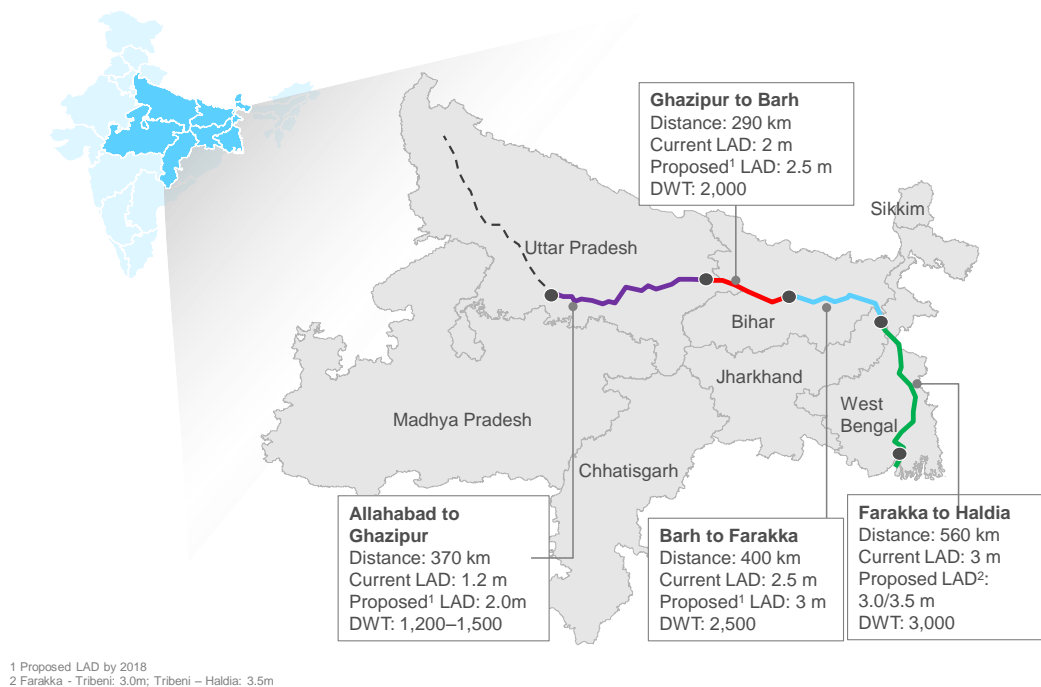 Ghazipur to Barh
Distance: 290 km
Current LAD: 2 m
Proposed¹ LAD: 2.5 m
DWT: 2,000
Sikkim
Uttar Pradesh
Bihar
Jharkhand
West
Bengal
Madhya Pradesh
Chhatisgarh
Allahabad to
Ghazipur
Distance: 370 km
Current LAD: 1.2 m
Proposed¹ LAD: 2.0m
DWT: 1,200–1,500
Barh to Farakka
Distance: 400 km
Current LAD: 2.5 m
Proposed¹ LAD: 3 m
DWT: 2,500
Farakka to Haldia
Distance: 560 km
Current LAD: 3 m
Proposed LAD²:
3.0/3.5 m
DWT: 3,000
1 Proposed LAD by 2018
2 Farakka - Tribeni: 3.0m; Tribeni – Haldia: 3.5m